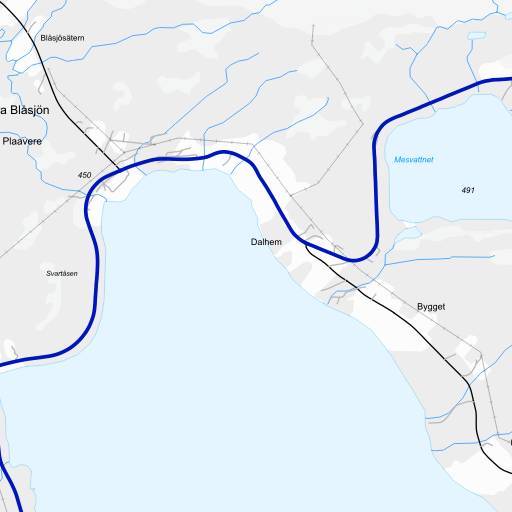 Blåsjösätern
a Blåsjön
Plaavere
Mesvattnet
450
491
Dalhem
Svartåsen
Bygget